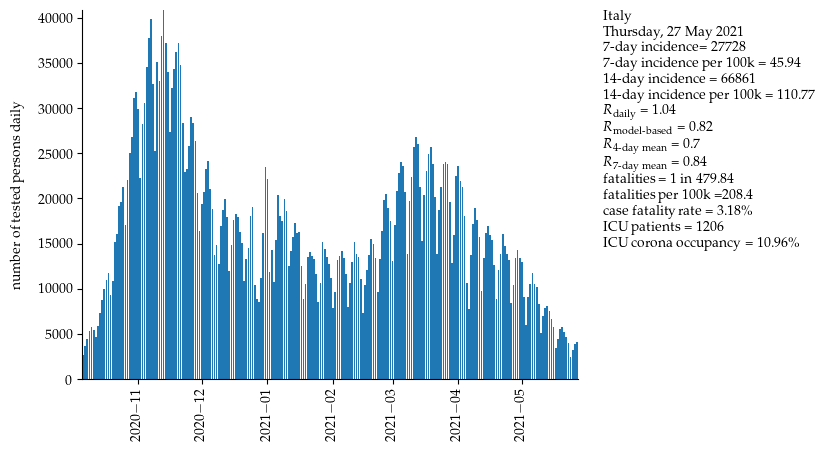 40000
35000
30000
25000
20000
15000
10000
5000
0
number of tested persons daily
2020−11
2020−12
2021−01
2021−02
2021−03
2021−04
2021−05
Italy
Thursday, 27 May 2021
7-day incidence= 27728
7-day incidence per 100k = 45.94
14-day incidence = 66861
14-day incidence per 100k = 110.77
R daily = 1.04
R model-based = 0.82
R 4-day mean = 0.7
R 7-day mean = 0.84
fatalities = 1 in 479.84
fatalities per 100k =208.4
case fatality rate = 3.18%
ICU patients = 1206
ICU corona occupancy = 10.96%